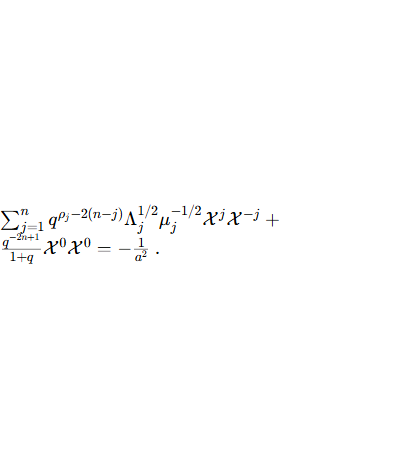 $\sum_{j=1}^{n} q^{\rho_j-2(n-j)} \Lambda_j^{1/2} \mu_j^{-1/2} \mathcal{X}^j \mathcal{X}^{-j} +$
$\frac{q^{-2n+1}}{1+q} \mathcal{X}^0 \mathcal{X}^0 = -\frac{1}{a^2}\ .$